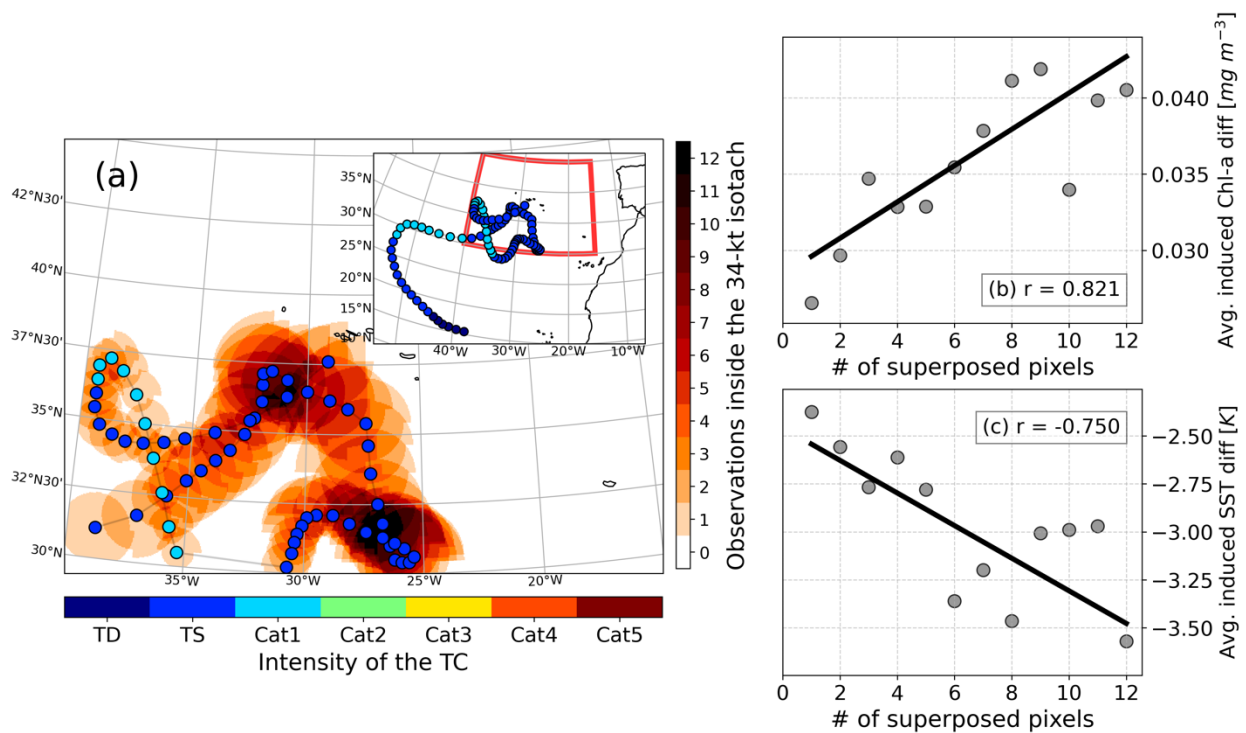 (a)
42°N30'
40°N
37°N30'
35°N
32°N30'
30°N
35°W
30°W
25°W
20°W
35°N
30°N
25°N
20°N
15°N
40°W
30°W
20°W
10°W
12
11
10
9
8
7
6
5
4
3
2
1
0
Observations inside the 34-kt isotach
TD TS Cat1 Cat2 Cat3 Cat4 Cat5
Intensity of the TC
0.040
0.035
0.030
Avg. induced Chl-a diff [mg m⁻³]
(b) r = 0.821
0 2 4 6 8 10 12
# of superposed pixels
(c) r = -0.750
−2.50
−2.75
−3.00
−3.25
−3.50
Avg. induced SST diff [K]
0 2 4 6 8 10 12
# of superposed pixels